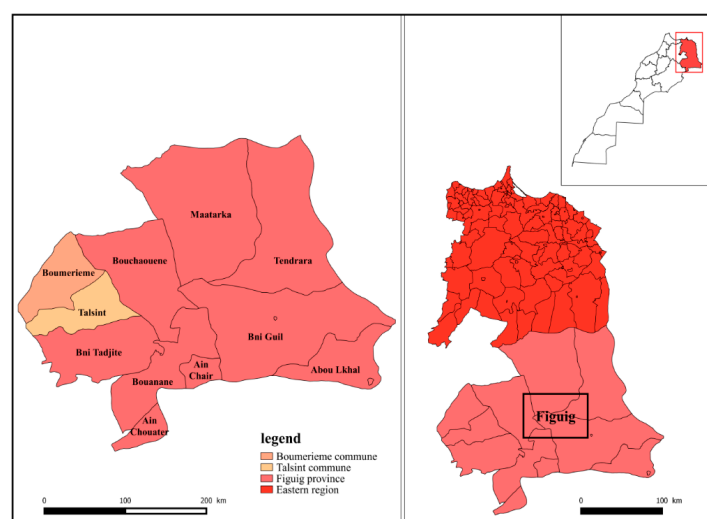 Maatarka
Tendrara
Bouchaouene
Boumerieme
Talsint
Bni Guil
Bni Tadjite
Ain
Chair
Abou Lkhal
Bouanane
Ain
Chouater
legend
Boumerieme commune
Talsint commune
Figuig province
Eastern region
0 100 200 km
Figuig
0 100 km